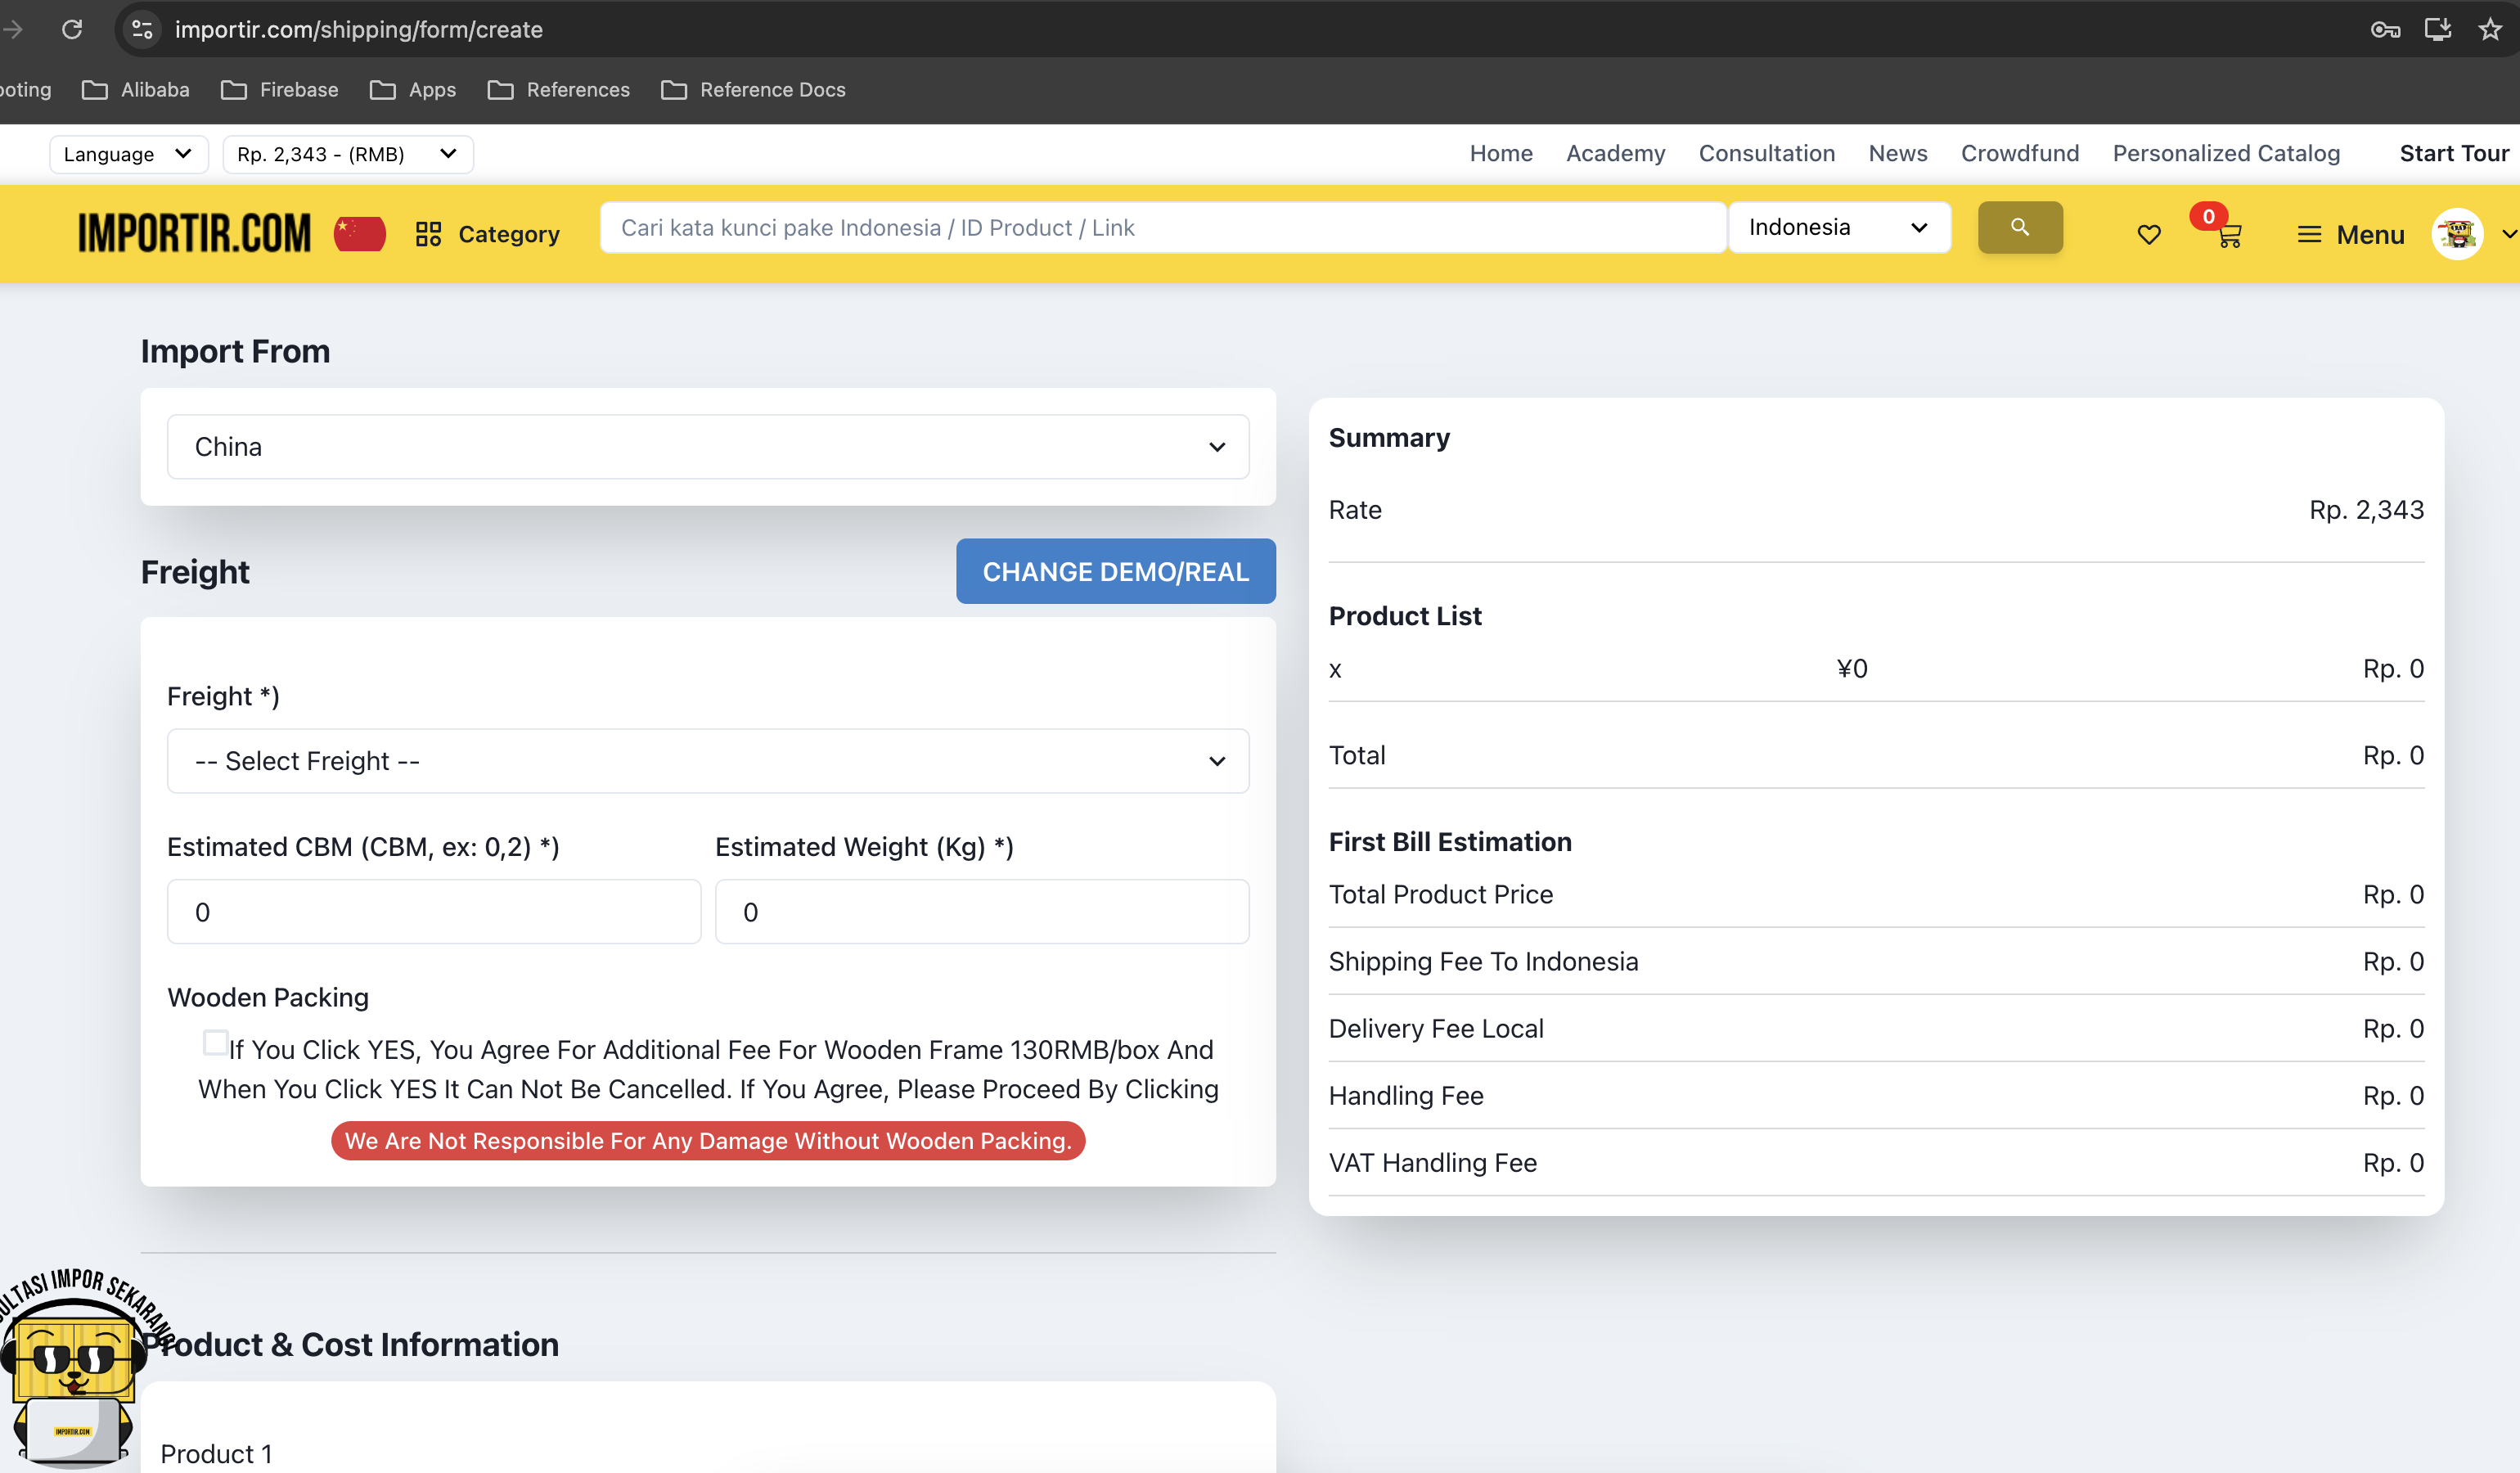 importir.com/shipping/form/create
Alibaba
Firebase
Apps
References
Reference Docs
Language
Rp. 2,343 - (RMB)
Home
Academy
Consultation
News
Crowdfund
Personalized Catalog
Start Tour
IMPORTIR.COM
Category
Cari kata kunci pake Indonesia / ID Product / Link
Indonesia
0
Menu
Import From
China
Freight
CHANGE DEMO/REAL
Freight *)
-- Select Freight --
Estimated CBM (CBM, ex: 0,2) *)
Estimated Weight (Kg) *)
0
0
Wooden Packing
If You Click YES, You Agree For Additional Fee For Wooden Frame 130RMB/box And
When You Click YES It Can Not Be Cancelled. If You Agree, Please Proceed By Clicking
We Are Not Responsible For Any Damage Without Wooden Packing.
Summary
Rate Rp. 2,343
Product List
x ¥0 Rp. 0
Total Rp. 0
First Bill Estimation
Total Product Price Rp. 0
Shipping Fee To Indonesia Rp. 0
Delivery Fee Local Rp. 0
Handling Fee Rp. 0
VAT Handling Fee Rp. 0
IMPOR SEKARANG
IMPORTIR.COM
Product & Cost Information
Product 1